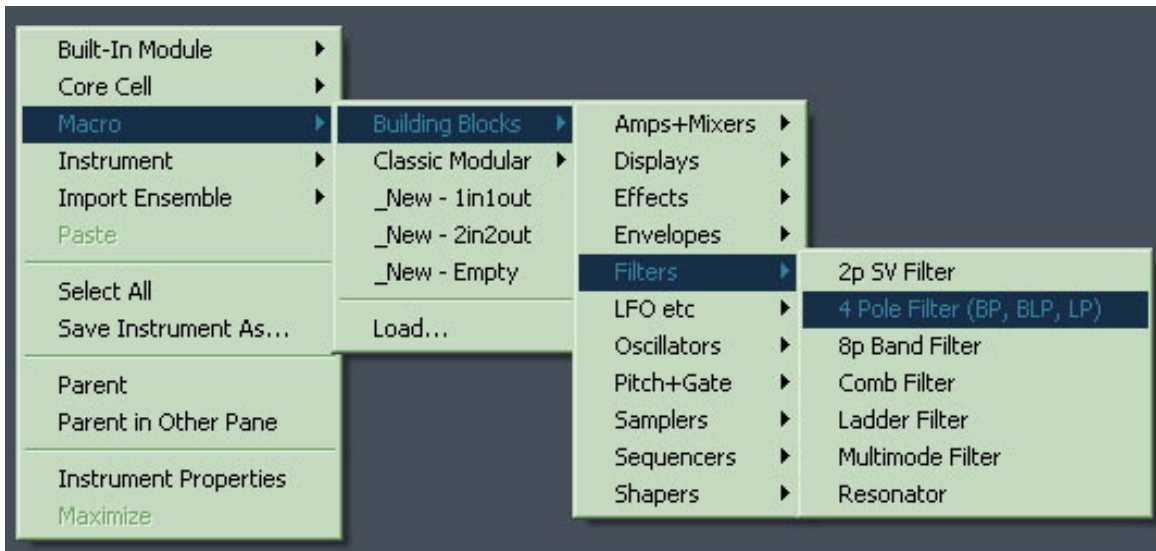 Built-In Module
Core Cell
Macro
Instrument
Import Ensemble
Paste
Select All
Save Instrument As...
Parent
Parent in Other Pane
Instrument Properties
Maximize
Building Blocks
Classic Modular
_New - 1in1out
_New - 2in2out
_New - Empty
Load...
Amps+Mixers
Displays
Effects
Envelopes
Filters
LFO etc
Oscillators
Pitch+Gate
Samplers
Sequencers
Shapers
2p SV Filter
4 Pole Filter (BP, BLP, LP)
8p Band Filter
Comb Filter
Ladder Filter
Multimode Filter
Resonator